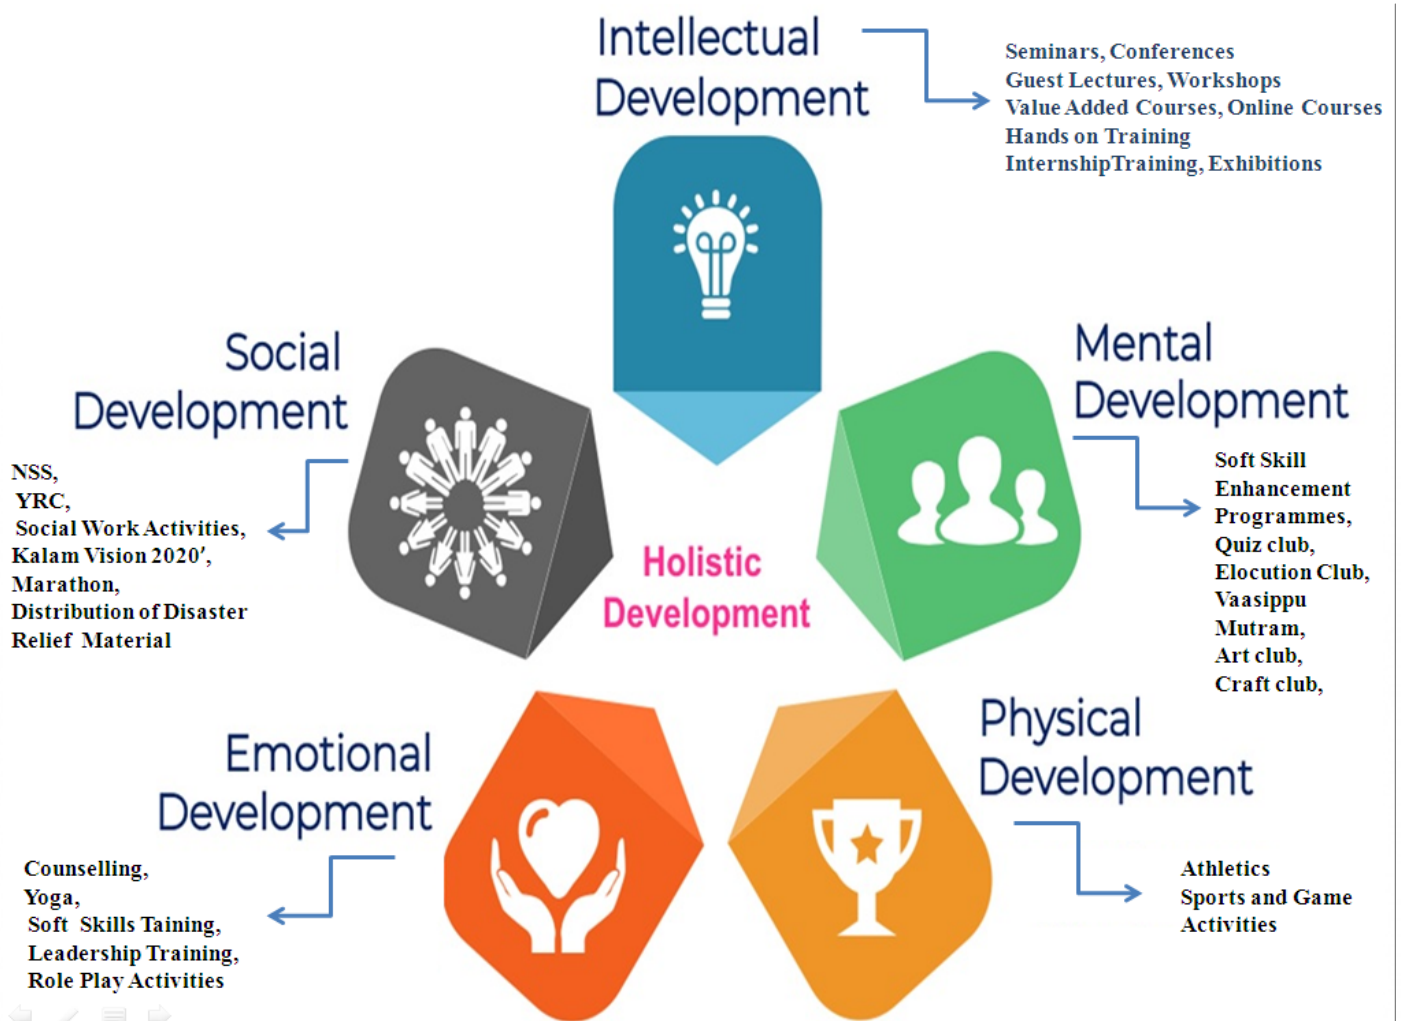 Intellectual
Development
Seminars, Conferences
Guest Lectures, Workshops
Value Added Courses, Online Courses
Hands on Training
InternshipTraining, Exhibitions
Social
Development
NSS,
YRC,
Social Work Activities,
Kalam Vision 2020′,
Marathon,
Distribution of Disaster
Relief Material
Mental
Development
Soft Skill
Enhancement
Programmes,
Quiz club,
Elocution Club,
Vaasippu
Mutram,
Art club,
Craft club,
Holistic
Development
Emotional
Development
Counselling,
Yoga,
Soft Skills Taining,
Leadership Training,
Role Play Activities
Physical
Development
Athletics
Sports and Game
Activities